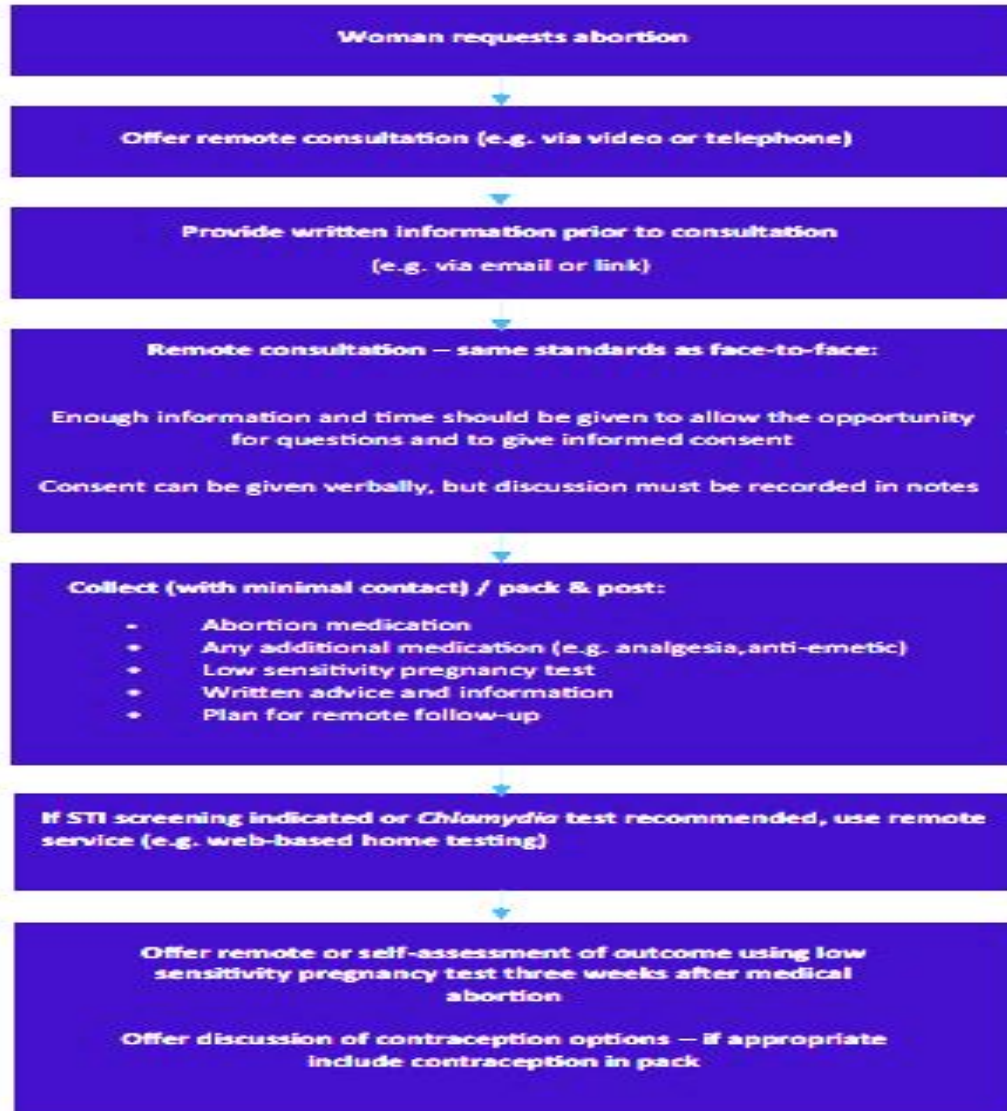 Woman requests abortion
Offer remote consultation (e.g. via video or telephone)
Provide written information prior to consultation
(e.g. via email or link)
Remote consultation – same standards as face-to-face:
Enough information and time should be given to allow the opportunity
for questions and to give informed consent
Consent can be given verbally, but discussion must be recorded in notes
Collect (with minimal contact) / pack & post:
• Abortion medication
• Any additional medication (e.g. analgesia,anti-emetic)
• Low sensitivity pregnancy test
• Written advice and information
• Plan for remote follow-up
If STI screening indicated or Chlamydia test recommended, use remote
service (e.g. web-based home testing)
Offer remote or self-assessment of outcome using low
sensitivity pregnancy test three weeks after medical
abortion
Offer discussion of contraception options – if appropriate
include contraception in pack